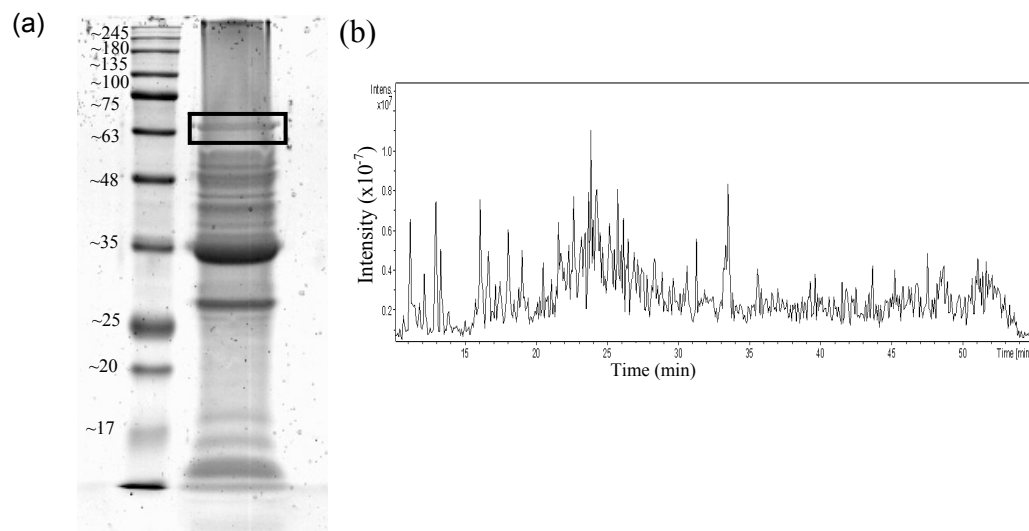 (a)
~245
~180
~135
~100
~75
~63
~48
~35
~25
~20
~17
(b)
Intens.
x10⁷
1.0
0.8
0.6
0.4
0.2
Intensity (x10⁻⁷)
15 20 25 30 35 40 45 50 Time (min)
Time (min)